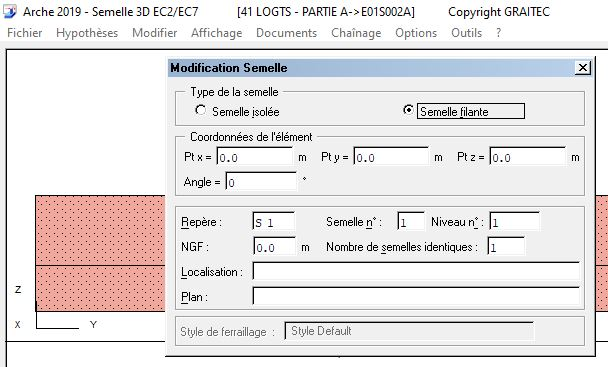 Arche 2019 - Semelle 3D EC2/EC7 [41 LOGTS - PARTIE A->E01S002A] Copyright GRAITEC
Fichier Hypothèses Modifier Affichage Documents Chaînage Options Outils ?
Modification Semelle
Type de la semelle
Semelle isolée Semelle filante
Coordonnées de l'élément
Pt x = 0.0 m Pt y = 0.0 m Pt z = 0.0 m
Angle = 0 °
Repère : S 1 Semelle n° : 1 Niveau n° : 1
NGF : 0.0 m Nombre de semelles identiques : 1
Localisation :
Plan :
Style de ferraillage : Style Default
Z
X Y